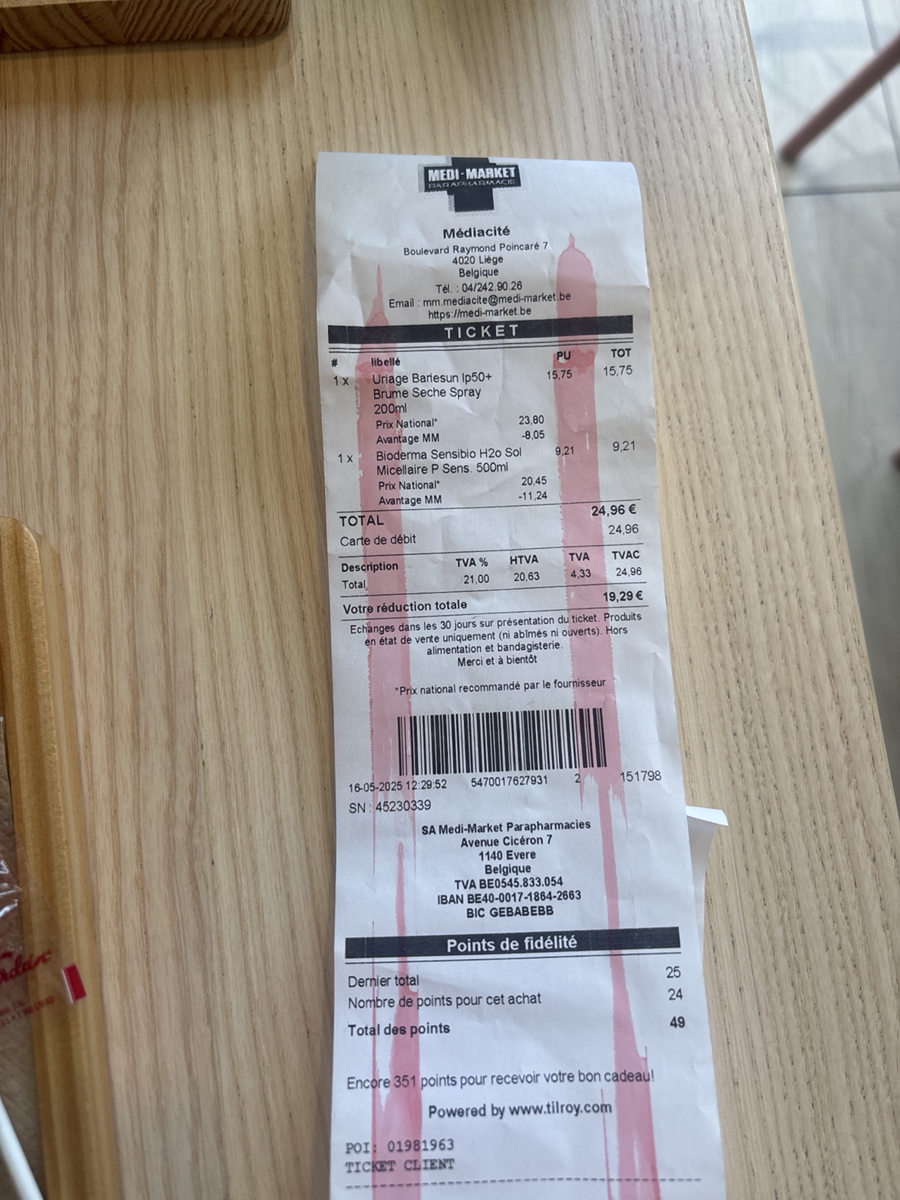 MEDI-MARKET
PARAPHARMACIE
Médiacité
Boulevard Raymond Poincaré 7
4020 Liège
Belgique
Tél. : 04/242.90.26
Email : mm.mediacite@medi-market.be
https://medi-market.be
TICKET
# libellé PU TOT
1 x Uriage Bariesun Ip50+ 15,75 15,75
Brume Seche Spray
200ml
Prix National* 23,80
Avantage MM -8,05
1 x Bioderma Sensibio H2o Sol 9,21 9,21
Micellaire P Sens. 500ml
Prix National* 20,45
Avantage MM -11,24
TOTAL 24,96 €
Carte de débit 24,96
Description TVA % HTVA TVA TVAC
Total 21,00 20,63 4,33 24,96
Votre réduction totale 19,29 €
Echanges dans les 30 jours sur présentation du ticket. Produits
en état de vente uniquement (ni abîmés ni ouverts). Hors
alimentation et bandagisterie.
Merci et à bientôt
*Prix national recommandé par le fournisseur
16-05-2025 12:29:52 5470017627931 2 151798
SN : 45230339
SA Medi-Market Parapharmacies
Avenue Cicéron 7
1140 Evere
Belgique
TVA BE0545.833.054
IBAN BE40-0017-1864-2663
BIC GEBABEBB
Points de fidélité
Dernier total 25
Nombre de points pour cet achat 24
Total des points 49
Encore 351 points pour recevoir votre bon cadeau!
Powered by www.tilroy.com
POI: 01981963
TICKET CLIENT